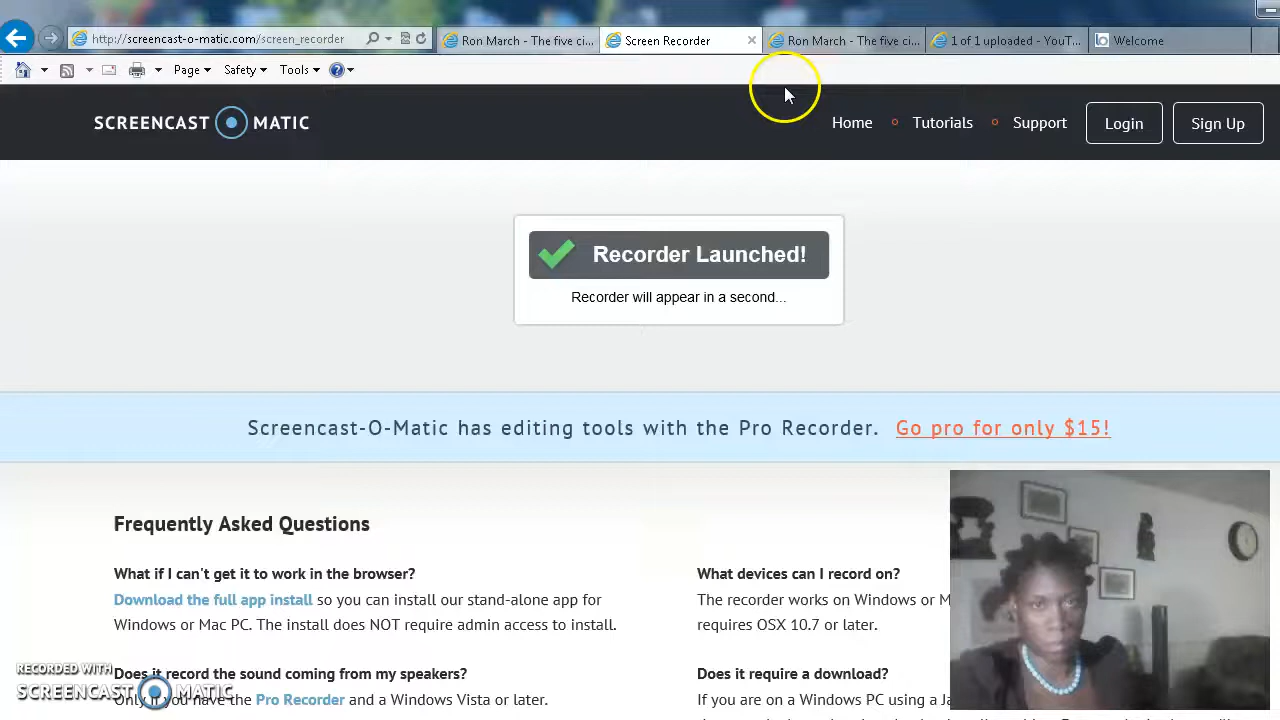 http://screencast-o-matic.com/screen_recorder
Ron March - The five ci...
Screen Recorder
Ron March - The five ci...
1 of 1 uploaded - YouT...
Welcome
Page
Safety
Tools
SCREENCAST MATIC
Home
Tutorials
Support
Login
Sign Up
Recorder Launched!
Recorder will appear in a second...
Screencast-O-Matic has editing tools with the Pro Recorder. Go pro for only $15!
Frequently Asked Questions
What if I can't get it to work in the browser?
Download the full app install so you can install our stand-alone app for
Windows or Mac PC. The install does NOT require admin access to install.
What devices can I record on?
The recorder works on Windows or M
requires OSX 10.7 or later.
Does it record the sound coming from my speakers?
Only if you have the Pro Recorder and a Windows Vista or later.
Does it require a download?
If you are on a Windows PC using a Ja
RECORDED WITH
SCREENCAST MATIC